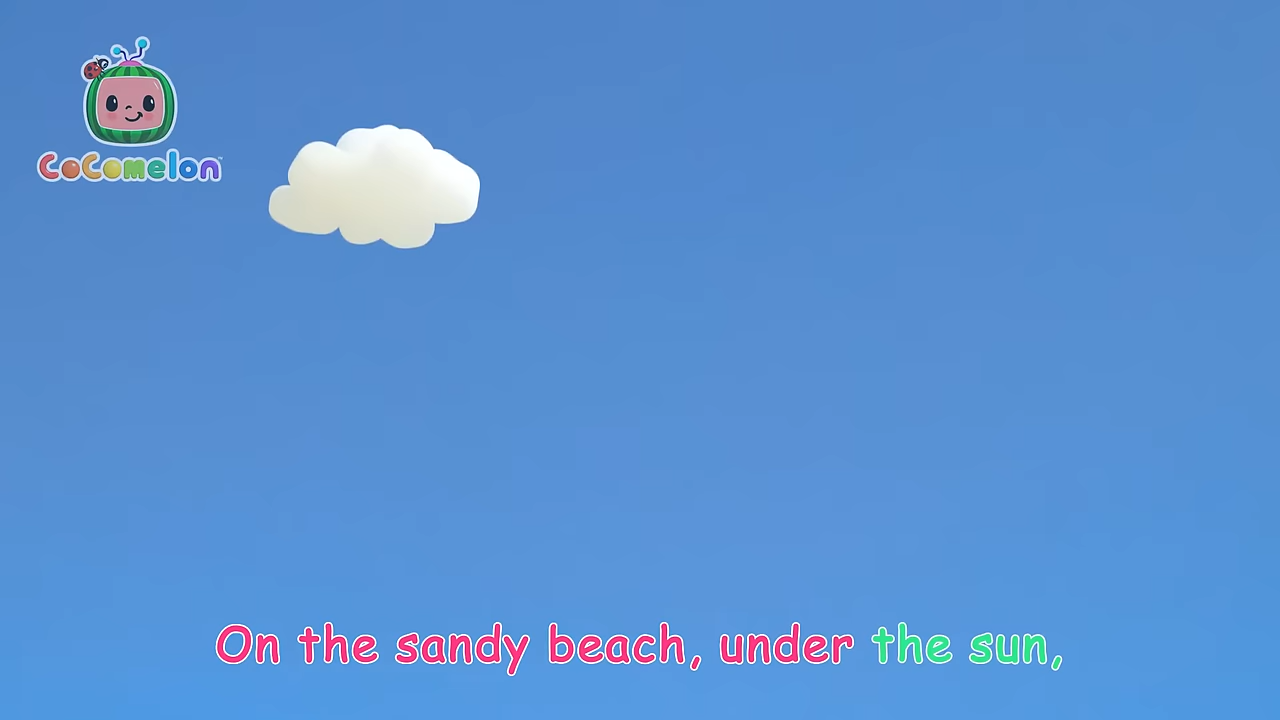 CoComelon
On the sandy beach, under the sun,